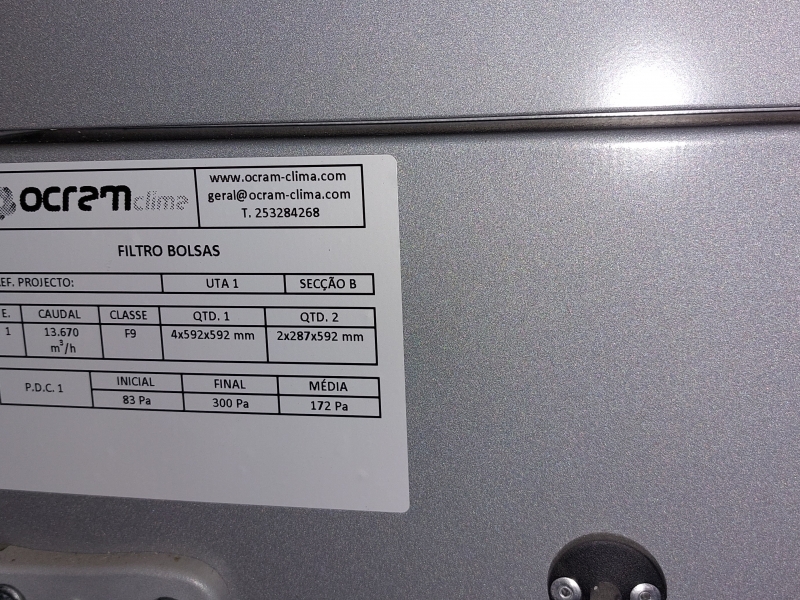 ocram clima
www.ocram-clima.com
geral@ocram-clima.com
T. 253284268
FILTRO BOLSAS
EF. PROJECTO: UTA 1 SECÇÃO B
E. CAUDAL CLASSE QTD. 1 QTD. 2
1 13.670 F9 4x592x592 mm 2x287x592 mm
m³/h
P.D.C. 1 INICIAL FINAL MÉDIA
83 Pa 300 Pa 172 Pa